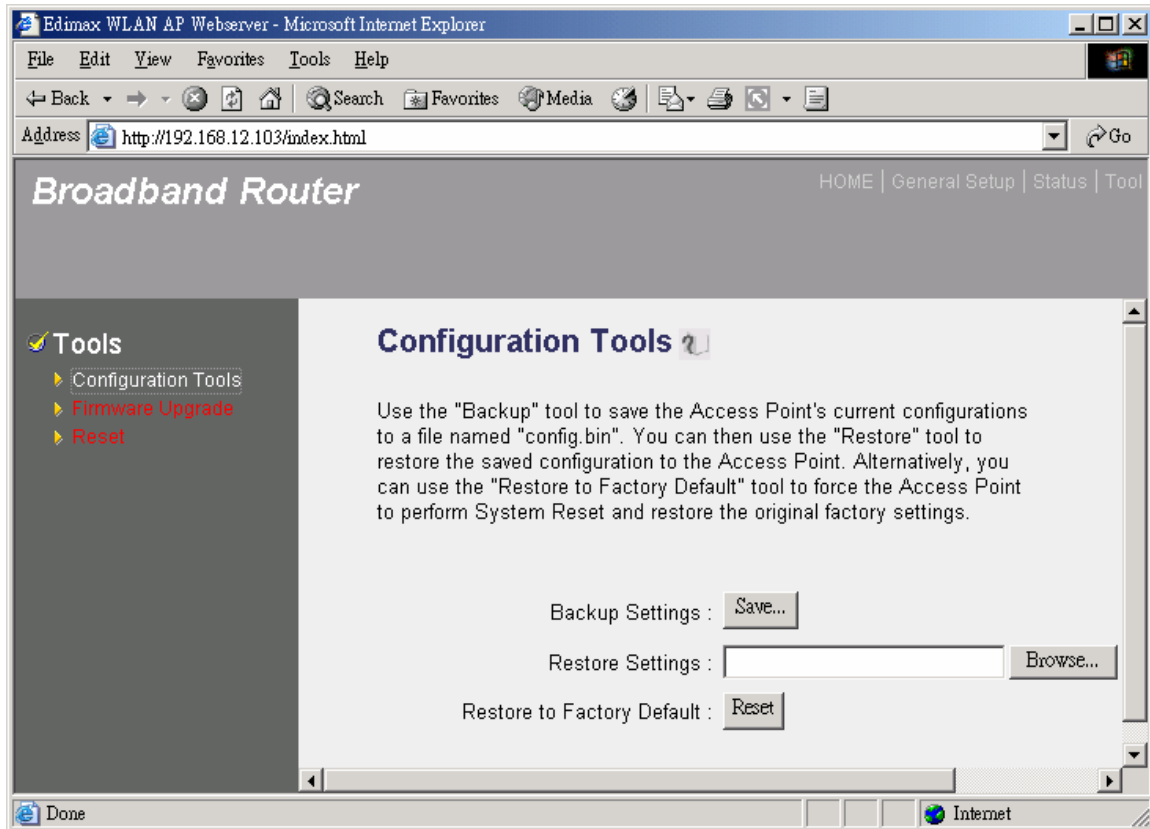 Edimax WLAN AP Webserver - Microsoft Internet Explorer
File Edit View Favorites Tools Help
Back Search Favorites Media
Address http://192.168.12.103/index.html Go
Broadband Router
HOME | General Setup | Status | Tool
Tools
Configuration Tools
Firmware Upgrade
Reset
Configuration Tools
Use the "Backup" tool to save the Access Point's current configurations
to a file named "config.bin". You can then use the "Restore" tool to
restore the saved configuration to the Access Point. Alternatively, you
can use the "Restore to Factory Default" tool to force the Access Point
to perform System Reset and restore the original factory settings.
Backup Settings : Save...
Restore Settings : Browse...
Restore to Factory Default : Reset
Done Internet